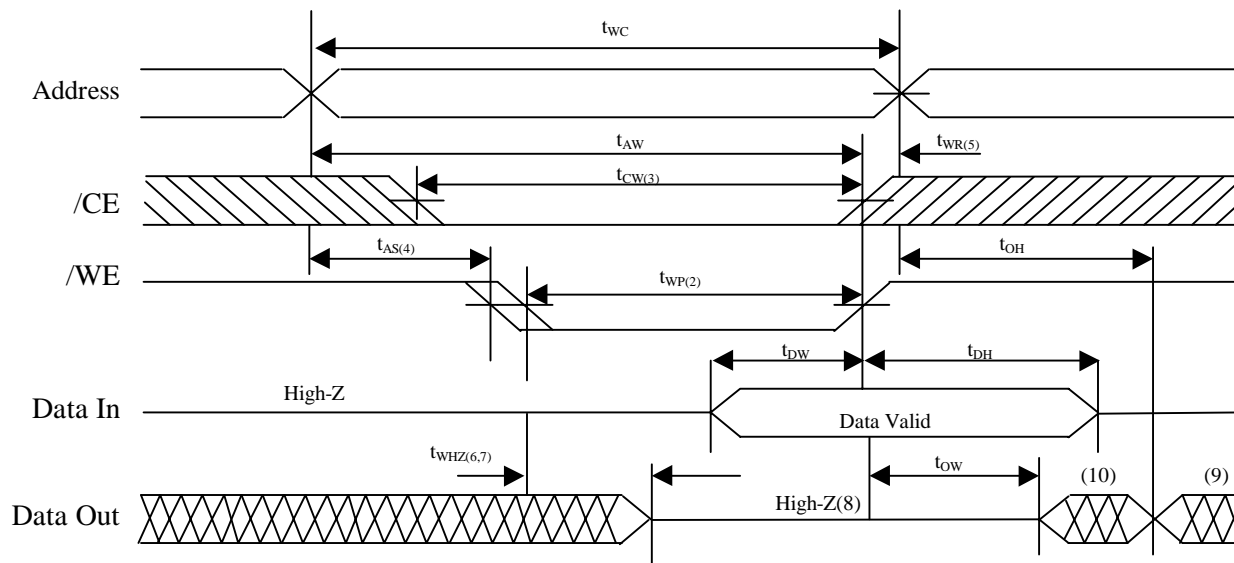 tWC
Address
tAW
tWR(5)
tCW(3)
/CE
tAS(4)
tOH
/WE
tWP(2)
tDW
tDH
High-Z
Data In
Data Valid
tWHZ(6,7)
tOW
(10)
(9)
High-Z(8)
Data Out